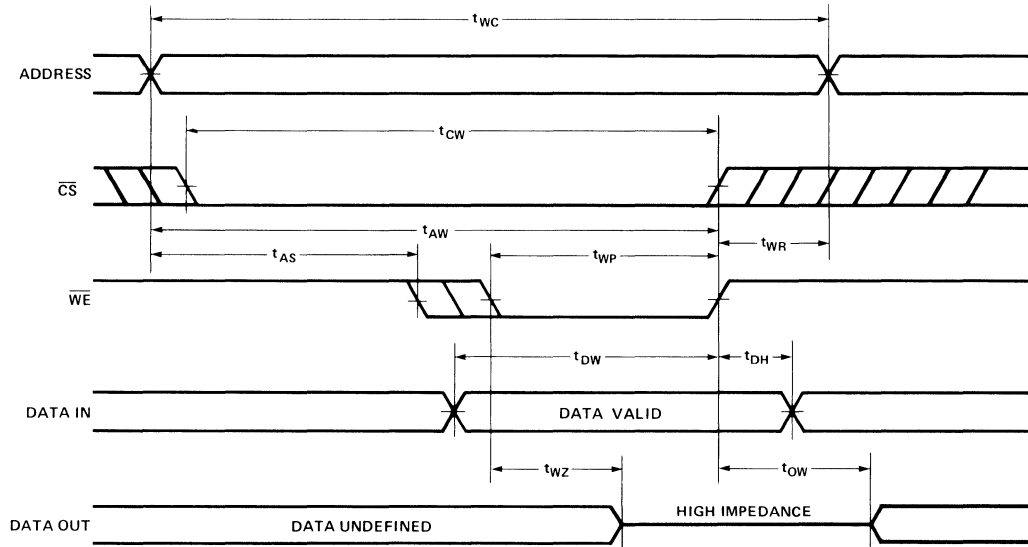 tWC
ADDRESS
tCW
CS
tAW
tWR
tAS
tWP
WE
tDW
tDH
DATA IN
DATA VALID
tWZ
tOW
DATA OUT
DATA UNDEFINED
HIGH IMPEDANCE